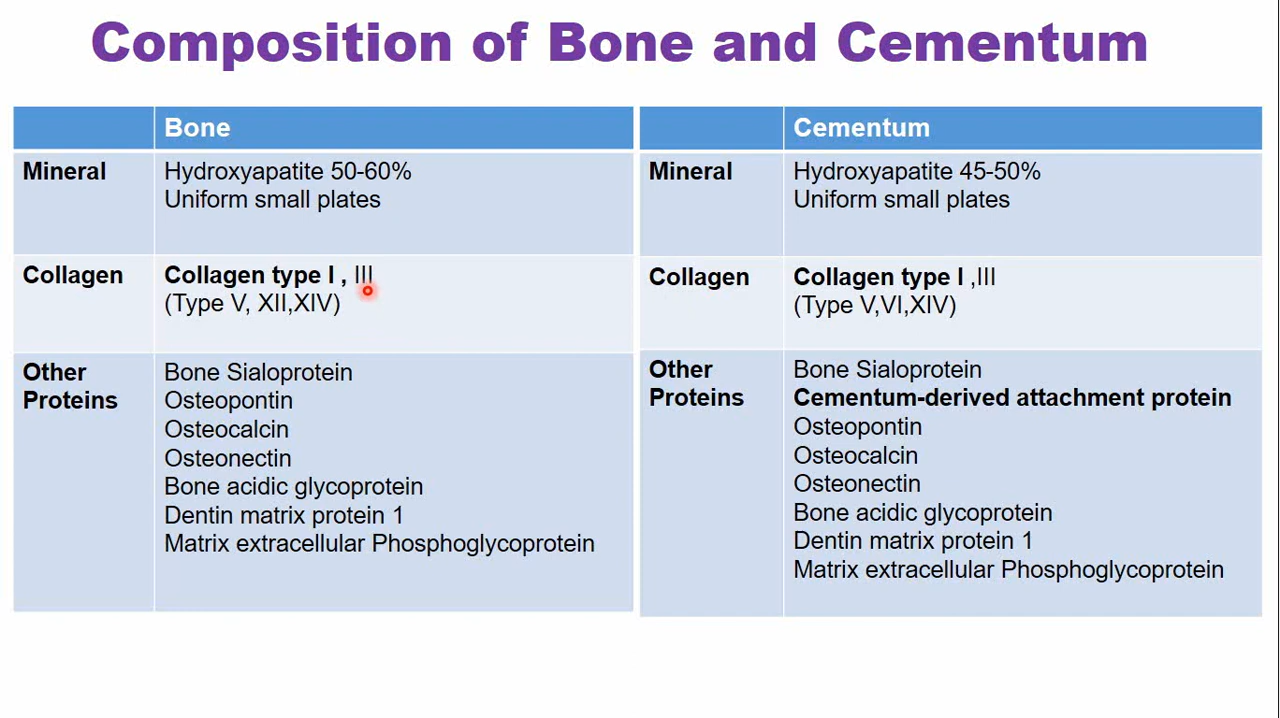 Composition of Bone and Cementum
Bone
Mineral
Hydroxyapatite 50-60%
Uniform small plates
Collagen
Collagen type I , III
(Type V, XII,XIV)
Other
Proteins
Bone Sialoprotein
Osteopontin
Osteocalcin
Osteonectin
Bone acidic glycoprotein
Dentin matrix protein 1
Matrix extracellular Phosphoglycoprotein
Cementum
Mineral
Hydroxyapatite 45-50%
Uniform small plates
Collagen
Collagen type I ,III
(Type V,VI,XIV)
Other
Proteins
Bone Sialoprotein
Cementum-derived attachment protein
Osteopontin
Osteocalcin
Osteonectin
Bone acidic glycoprotein
Dentin matrix protein 1
Matrix extracellular Phosphoglycoprotein